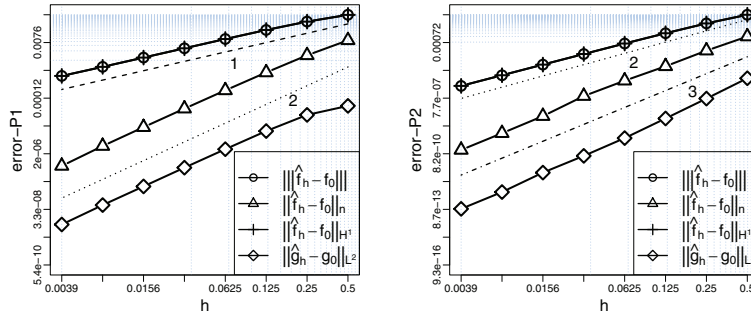 error−P1
0.0076
0.00012
2e−06
3.3e−08
5.4e−10
1
2
|||f̂h − f0|||
||f̂h − f0||n
||f̂h − f0||H¹
||ĝh − g0||L²
0.0039
0.0156
0.0625
0.125
0.25
0.5
h
error−P2
0.00072
7.7e−07
8.2e−10
8.7e−13
9.3e−16
2
3
|||f̂h − f0|||
||f̂h − f0||n
||f̂h − f0||H¹
||ĝh − g0||L
0.0039
0.0156
0.0625
0.125
0.25
0.5
h